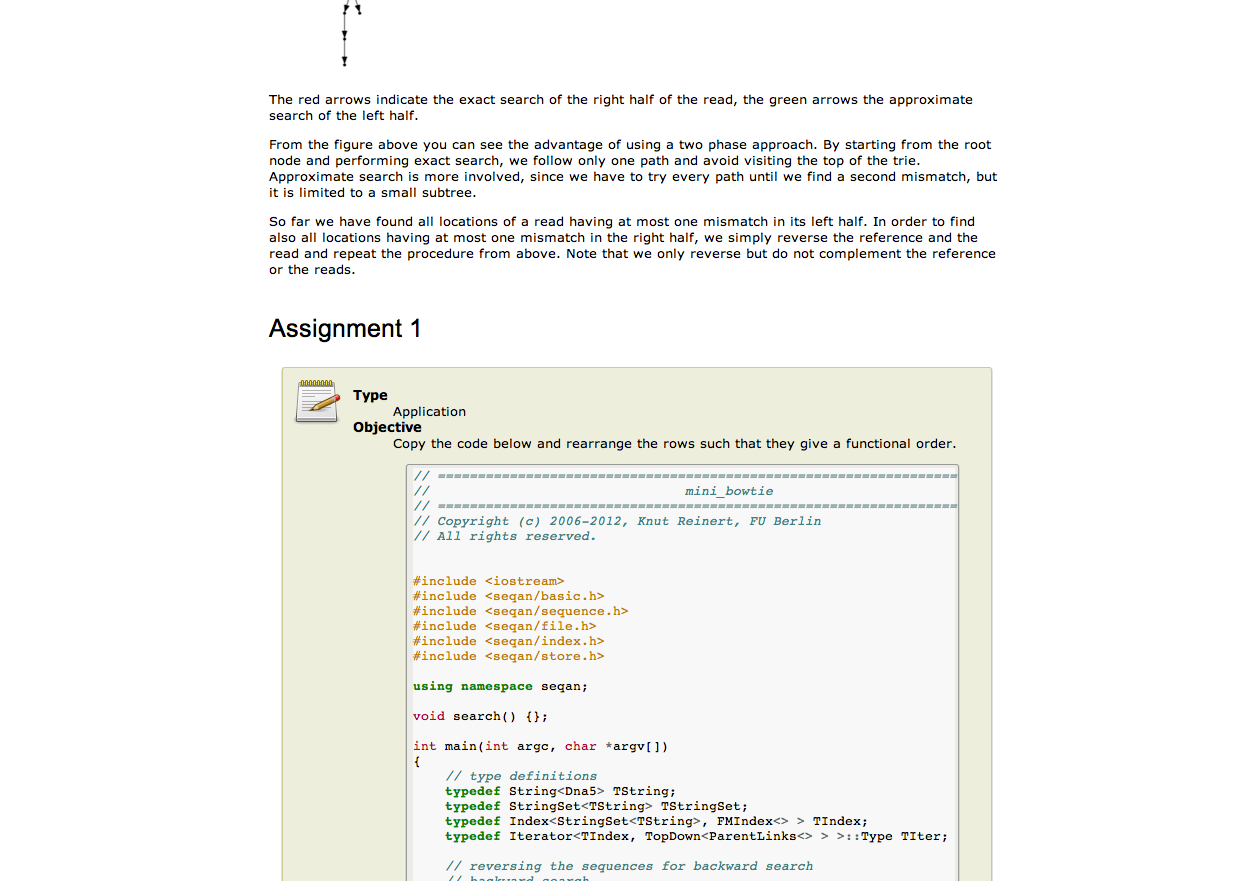 The red arrows indicate the exact search of the right half of the read, the green arrows the approximate
search of the left half.
From the figure above you can see the advantage of using a two phase approach. By starting from the root
node and performing exact search, we follow only one path and avoid visiting the top of the trie.
Approximate search is more involved, since we have to try every path until we find a second mismatch, but
it is limited to a small subtree.
So far we have found all locations of a read having at most one mismatch in its left half. In order to find
also all locations having at most one mismatch in the right half, we simply reverse the reference and the
read and repeat the procedure from above. Note that we only reverse but do not complement the reference
or the reads.
Assignment 1
Type
Application
Objective
Copy the code below and rearrange the rows such that they give a functional order.
// =================================================================
// mini_bowtie
// =================================================================
// Copyright (c) 2006-2012, Knut Reinert, FU Berlin
// All rights reserved.
#include <iostream>
#include <seqan/basic.h>
#include <seqan/sequence.h>
#include <seqan/file.h>
#include <seqan/index.h>
#include <seqan/store.h>
using namespace seqan;
void search() {};
int main(int argc, char *argv[])
{
    // type definitions
    typedef String<Dna5> TString;
    typedef StringSet<TString> TStringSet;
    typedef Index<StringSet<TString>, FMIndex<> > TIndex;
    typedef Iterator<TIndex, TopDown<ParentLinks<> > >::Type TIter;
    // reversing the sequences for backward search
    // backward search